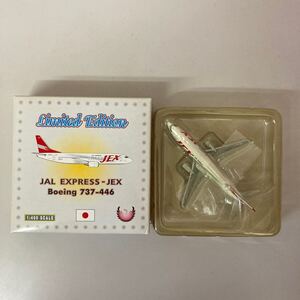 Limited Edition
JEX
JAL EXPRESS-JEX
Boeing 737-446
1:400 SCALE